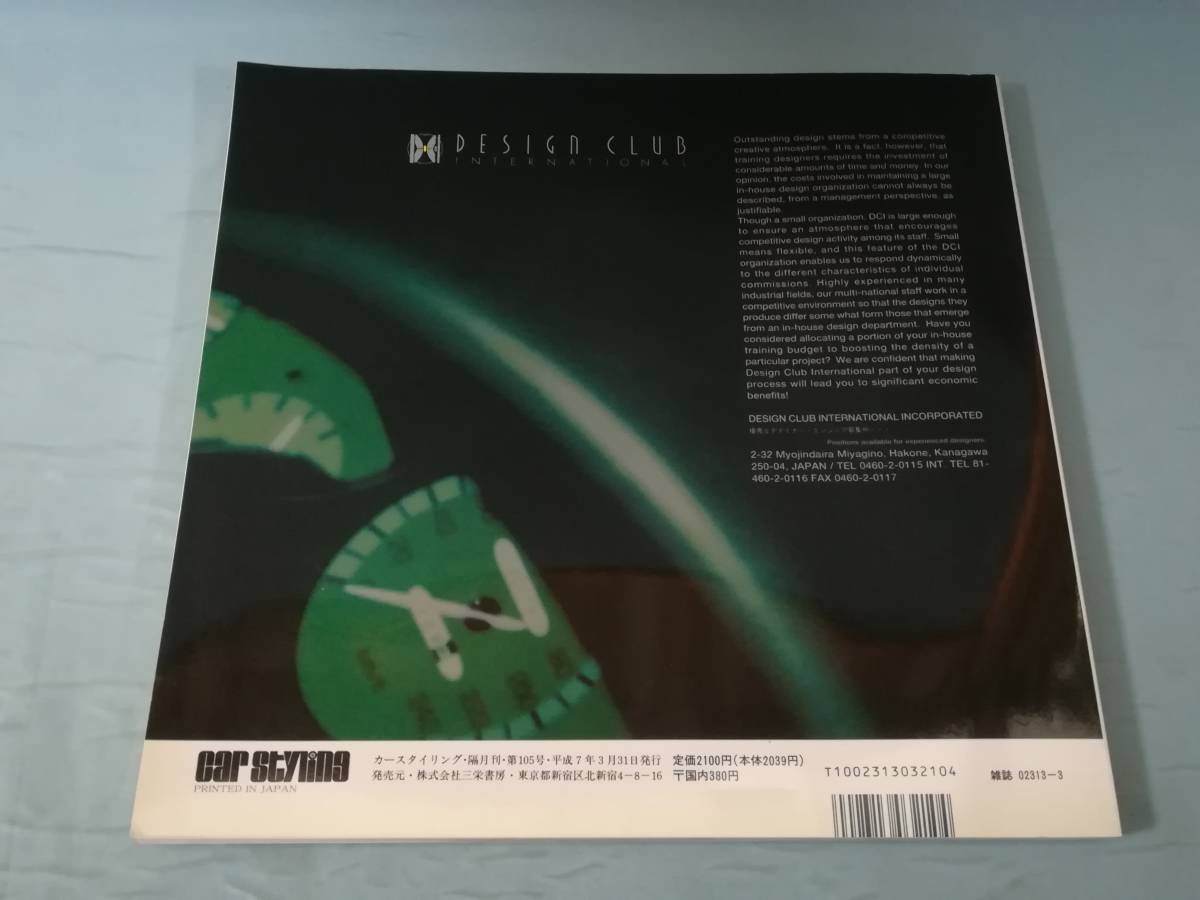 DESIGN CLUB
INTERNATIONAL
Outstanding design stems from a competitive
creative atmosphere. It is a fact, however, that
training designers requires the investment of
considerable amounts of time and money. In our
opinion, the costs involved in maintaining a large
in-house design organization cannot always be
described, from a management perspective, as
justifiable.
Though a small organization, DCI is large enough
to ensure an atmosphere that encourages
competitive design activity among its staff. Small
means flexible, and this feature of the DCI
organization enables us to respond dynamically
to the different characteristics of individual
commissions. Highly experienced in many
industrial fields, our multi-national staff work in a
competitive environment so that the designs they
produce differ some what form those that emerge
from an in-house design department. Have you
considered allocating a portion of your in-house
training budget to boosting the density of a
particular project? We are confident that making
Design Club International part of your design
process will lead you to significant economic
benefits!
DESIGN CLUB INTERNATIONAL INCORPORATED
Positions available for experienced designers.
2-32 Myojindaira Miyagino, Hakone, Kanagawa
250-04, JAPAN / TEL 0460-2-0115 INT TEL 81-
460-2-0116 FAX 0460-2-0117
car styling
PRINTED IN JAPAN
カースタイリング・隔月刊・第105号・平成7年3月31日発行
発売元・株式会社三栄書房・東京都新宿区北新宿4-8-16
定価2100円(本体2039円)
〒国内380円
T1002313032104
雑誌 02313-3